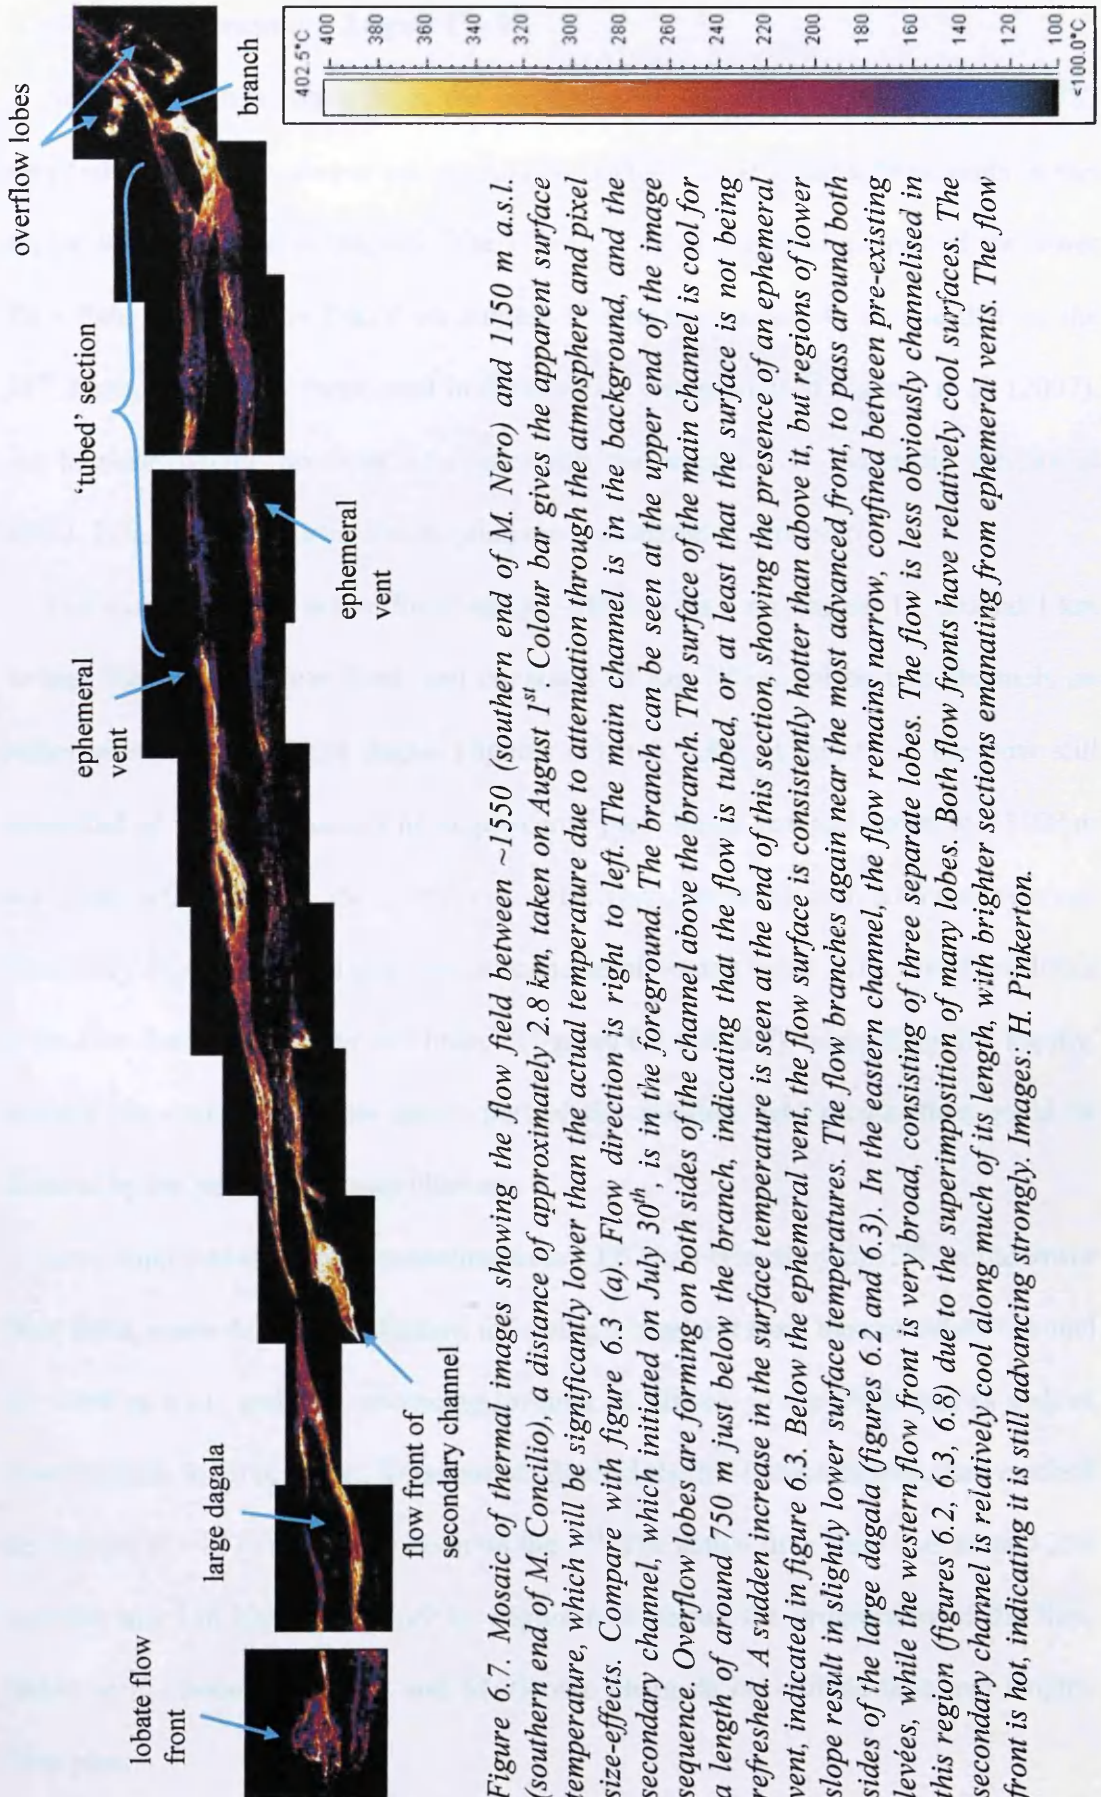 overflow lobes
branch
'tubed' section
ephemeral
vent
ephemeral
vent
large dagala
flow front of
secondary channel
lobate flow
front
402.5°C
400
380
360
340
320
300
280
260
240
220
200
180
160
140
120
100
<100.0°C
Figure 6.7. Mosaic of thermal images showing the flow field between ~1550 (southern end of M. Nero) and 1150 m a.s.l.
(southern end of M. Concilio), a distance of approximately 2.8 km, taken on August 1st. Colour bar gives the apparent surface
temperature, which will be significantly lower than the actual temperature due to attenuation through the atmosphere and pixel
size-effects. Compare with figure 6.3 (a). Flow direction is right to left. The main channel is in the background, and the
secondary channel, which initiated on July 30th is in the foreground. The branch can be seen at the upper end of the image
sequence. Overflow lobes are forming on both sides of the channel above the branch. The surface of the main channel is cool for
a length of around 750 m just below the branch, indicating that the flow is tubed, or at least that the surface is not being
refreshed. A sudden increase in the surface temperature is seen at the end of this section, showing the presence of an ephemeral
vent, indicated in figure 6.3. Below the ephemeral vent, the flow surface is consistently hotter than above it, but regions of lower
slope result in slightly lower surface temperatures. The flow branches again near the most advanced front to pass around both
sides of the large dagala (figures 6.2 and 6.3). In the eastern channel, the flow remains narrow, confined between pre-existing
levées, while the western flow front is very broad, consisting of three separate lobes. The flow is less obviously channelised in
this region (figures 6.2, 6.3, 6.8) due to the superimposition of many lobes. Both flow fronts have relatively cool surfaces. The
secondary channel is relatively cool along much of its length, with brighter sections emanating from ephemeral vents. The flow
front is hot, indicating it is still advancing strongly. Images: H. Pinkerton.